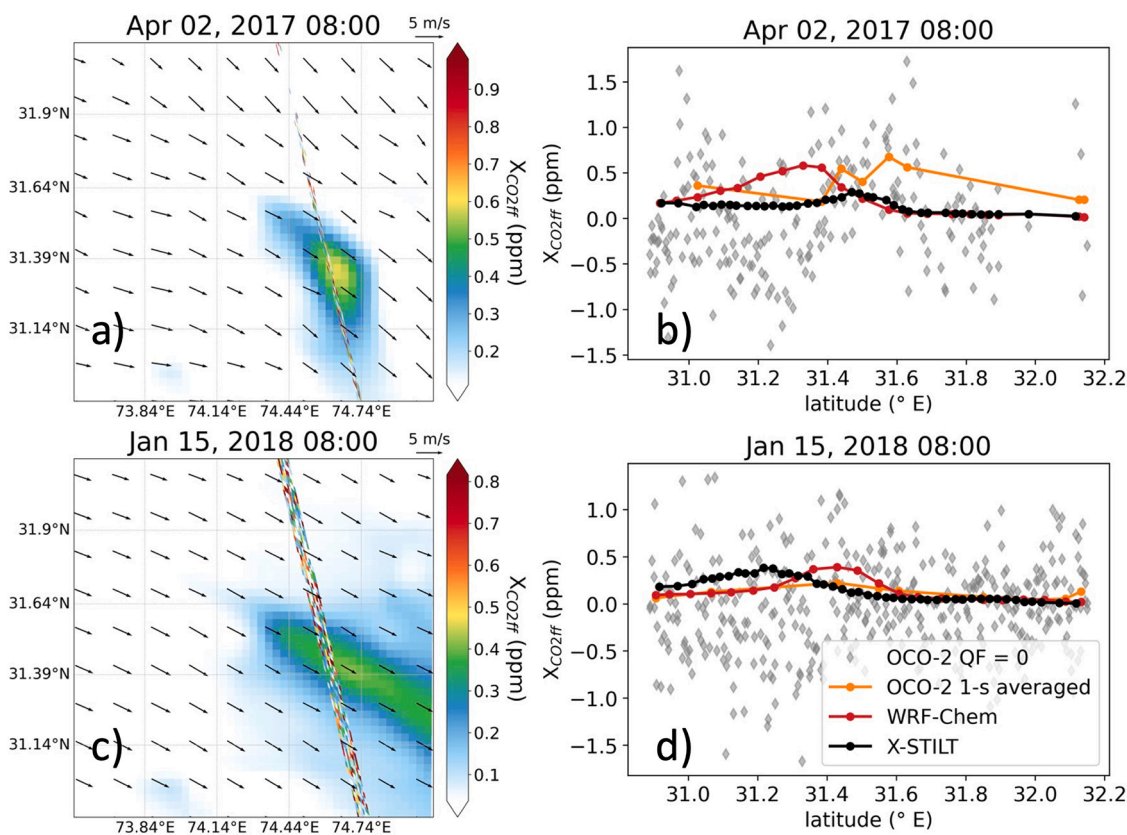 Apr 02, 2017 08:00
5 m/s
31.9°N
31.64°N
31.39°N
31.14°N
73.84°E 74.14°E 74.44°E 74.74°E
a)
0.9
0.8
0.7
0.6
0.5
0.4
0.3
0.2
XCO2ff (ppm)
Apr 02, 2017 08:00
1.5
1.0
0.5
0.0
−0.5
−1.0
−1.5
XCO2ff (ppm)
b)
31.0 31.2 31.4 31.6 31.8 32.0 32.2
latitude (° E)
Jan 15, 2018 08:00
5 m/s
31.9°N
31.64°N
31.39°N
31.14°N
73.84°E 74.14°E 74.44°E 74.74°E
c)
0.8
0.7
0.6
0.5
0.4
0.3
0.2
0.1
XCO2ff (ppm)
Jan 15, 2018 08:00
1.0
0.5
0.0
−0.5
−1.0
−1.5
XCO2ff (ppm)
OCO-2 QF = 0
OCO-2 1-s averaged
WRF-Chem
X-STILT
d)
31.0 31.2 31.4 31.6 31.8 32.0 32.2
latitude (° E)